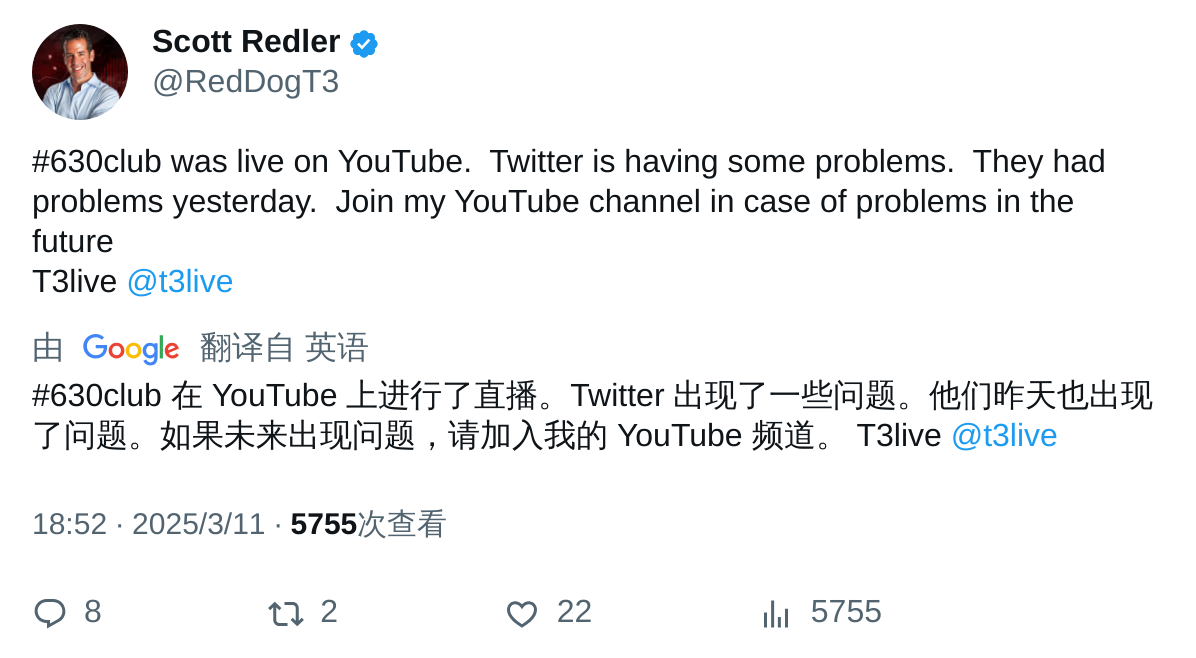 Scott Redler
@RedDogT3
#630club was live on YouTube.  Twitter is having some problems.  They had
problems yesterday.  Join my YouTube channel in case of problems in the
future
T3live @t3live
由 Google 翻译自 英语
#630club 在 YouTube 上进行了直播。Twitter 出现了一些问题。他们昨天也出现
了问题。如果未来出现问题，请加入我的 YouTube 频道。 T3live @t3live
18:52 · 2025/3/11 · 5755次查看
8 2 22 5755